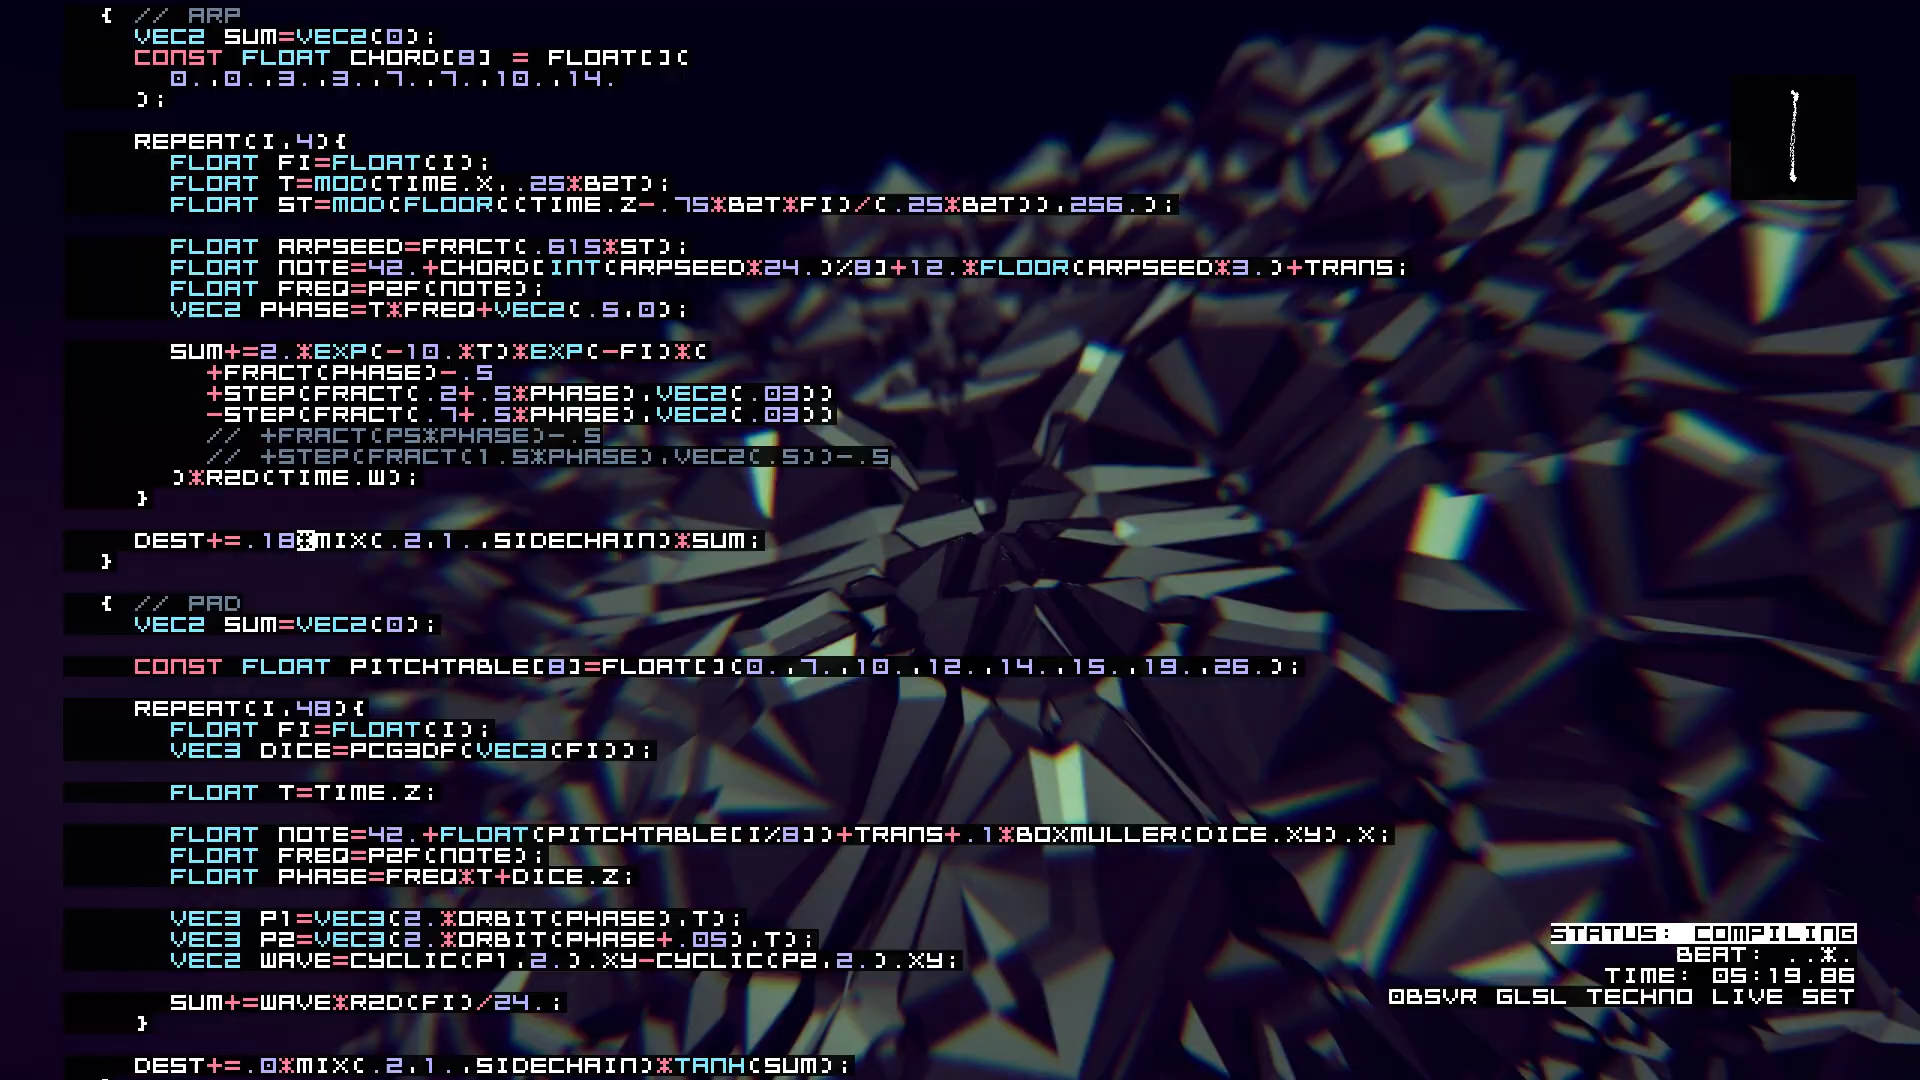 { // ARP
VEC2 SUM=VEC2(0);
CONST FLOAT CHORD[8] = FLOAT[](
0.,0.,3.,3.,7.,7.,10.,14.
);
REPEAT(I,4){
FLOAT FI=FLOAT(I);
FLOAT T=MOD(TIME.X,.25*B2T);
FLOAT ST=MOD(FLOOR((TIME.Z-.75*B2T*FI)/(.25*B2T)),256.);
FLOAT ARPSEED=FRACT(.615*ST);
FLOAT NOTE=42.+CHORD[INT(ARPSEED*24.)%8]+12.*FLOOR(ARPSEED*3.)+TRANS;
FLOAT FREQ=P2F(NOTE);
VEC2 PHASE=T*FREQ+VEC2(.5,0);
SUM+=2.*EXP(-10.*T)*EXP(-FI)*(
+FRACT(PHASE)-.5
+STEP(FRACT(.2+.5*PHASE),VEC2(.03))
-STEP(FRACT(.7+.5*PHASE),VEC2(.03))
// +FRACT(P5*PHASE)-.5
// +STEP(FRACT(1.5*PHASE),VEC2(.5))-.5
)*R2D(TIME.W);
}
DEST+=.18*MIX(.2,1.,SIDECHAIN)*SUM;
}
{ // PAD
VEC2 SUM=VEC2(0);
CONST FLOAT PITCHTABLE[8]=FLOAT[](0.,7.,10.,12.,14.,15.,19.,26.);
REPEAT(I,48){
FLOAT FI=FLOAT(I);
VEC3 DICE=PCG3DF(VEC3(FI));
FLOAT T=TIME.Z;
FLOAT NOTE=42.+FLOAT(PITCHTABLE[I%8])+TRANS+.1*BOXMULLER(DICE.XY).X;
FLOAT FREQ=P2F(NOTE);
FLOAT PHASE=FREQ*T+DICE.Z;
VEC3 P1=VEC3(2.*ORBIT(PHASE),T);
VEC3 P2=VEC3(2.*ORBIT(PHASE+.05),T);
VEC2 WAVE=CYCLIC(P1,2.).XY-CYCLIC(P2,2.).XY;
SUM+=WAVE*R2D(FI)/24.;
}
DEST+=.0*MIX(.2,1.,SIDECHAIN)*TANH(SUM);
STATUS: COMPILING
BEAT: ..*.
TIME: 05:19.86
0BSVR GLSL TECHNO LIVE SET